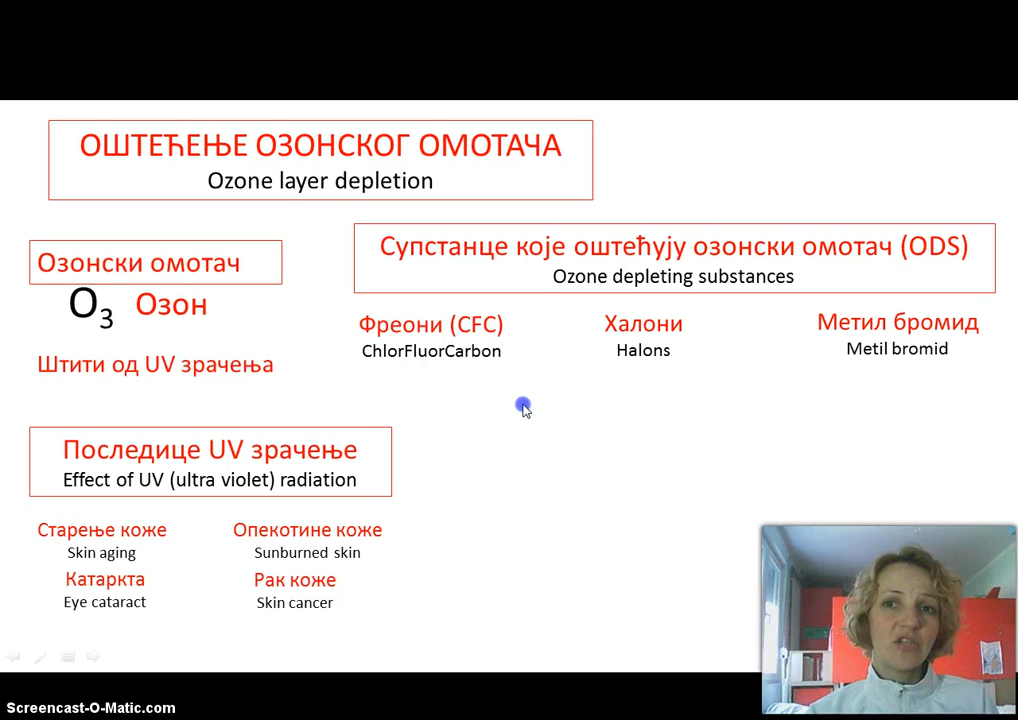 ОШТЕЋЕЊЕ ОЗОНСКОГ ОМОТАЧА
Ozone layer depletion
Озонски омотач
O3 Озон
Штити од UV зрачења
Супстанце које оштећују озонски омотач (ODS)
Ozone depleting substances
Фреони (CFC)
ChlorFluorCarbon
Халони
Halons
Метил бромид
Metil bromid
Последице UV зрачење
Effect of UV (ultra violet) radiation
Старење коже
Skin aging
Опекотине коже
Sunburned skin
Катаркта
Eye cataract
Рак коже
Skin cancer
Screencast-O-Matic.com